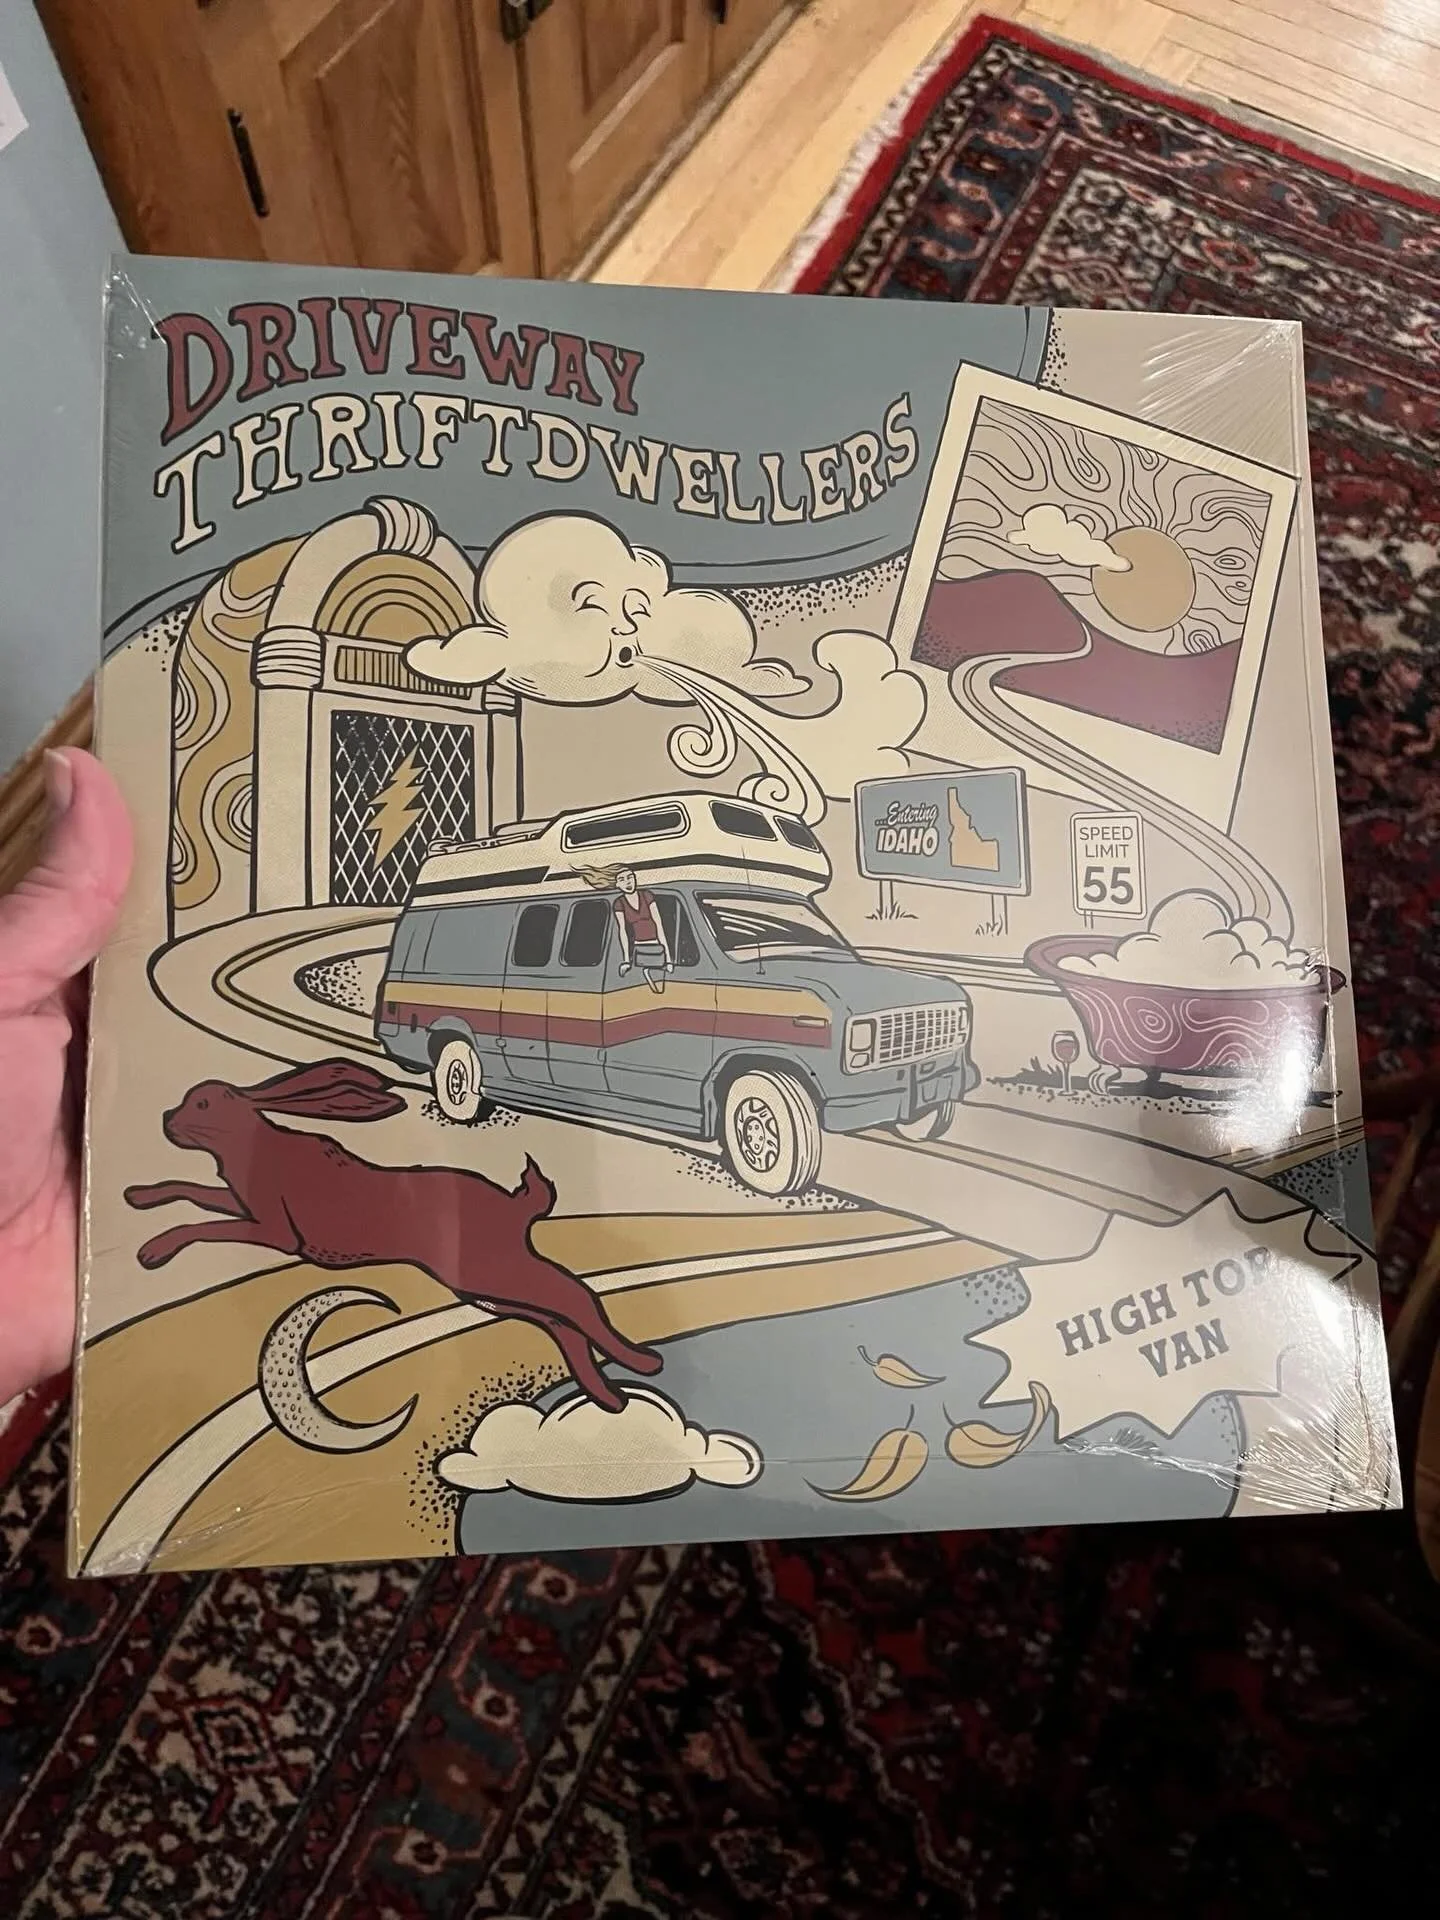 DRIVEWAY
THRIFTDWELLERS
...Entering
IDAHO
SPEED
LIMIT
55
HIGH TOP
VAN